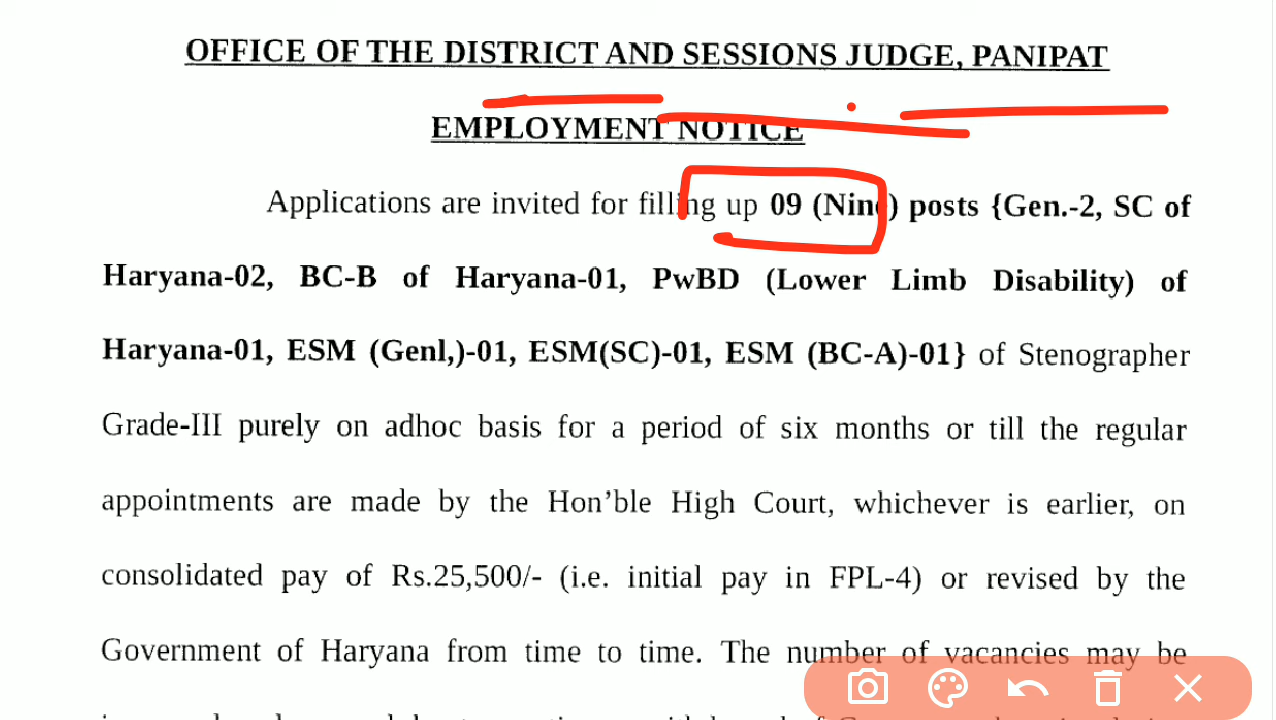 OFFICE OF THE DISTRICT AND SESSIONS JUDGE, PANIPAT
EMPLOYMENT NOTICE
Applications are invited for filling up 09 (Nine) posts {Gen.-2, SC of
Haryana-02, BC-B of Haryana-01, PwBD (Lower Limb Disability) of
Haryana-01, ESM (Genl,)-01, ESM(SC)-01, ESM (BC-A)-01} of Stenographer
Grade-III purely on adhoc basis for a period of six months or till the regular
appointments are made by the Hon'ble High Court, whichever is earlier, on
consolidated pay of Rs.25,500/- (i.e. initial pay in FPL-4) or revised by the
Government of Haryana from time to time. The number of vacancies may be